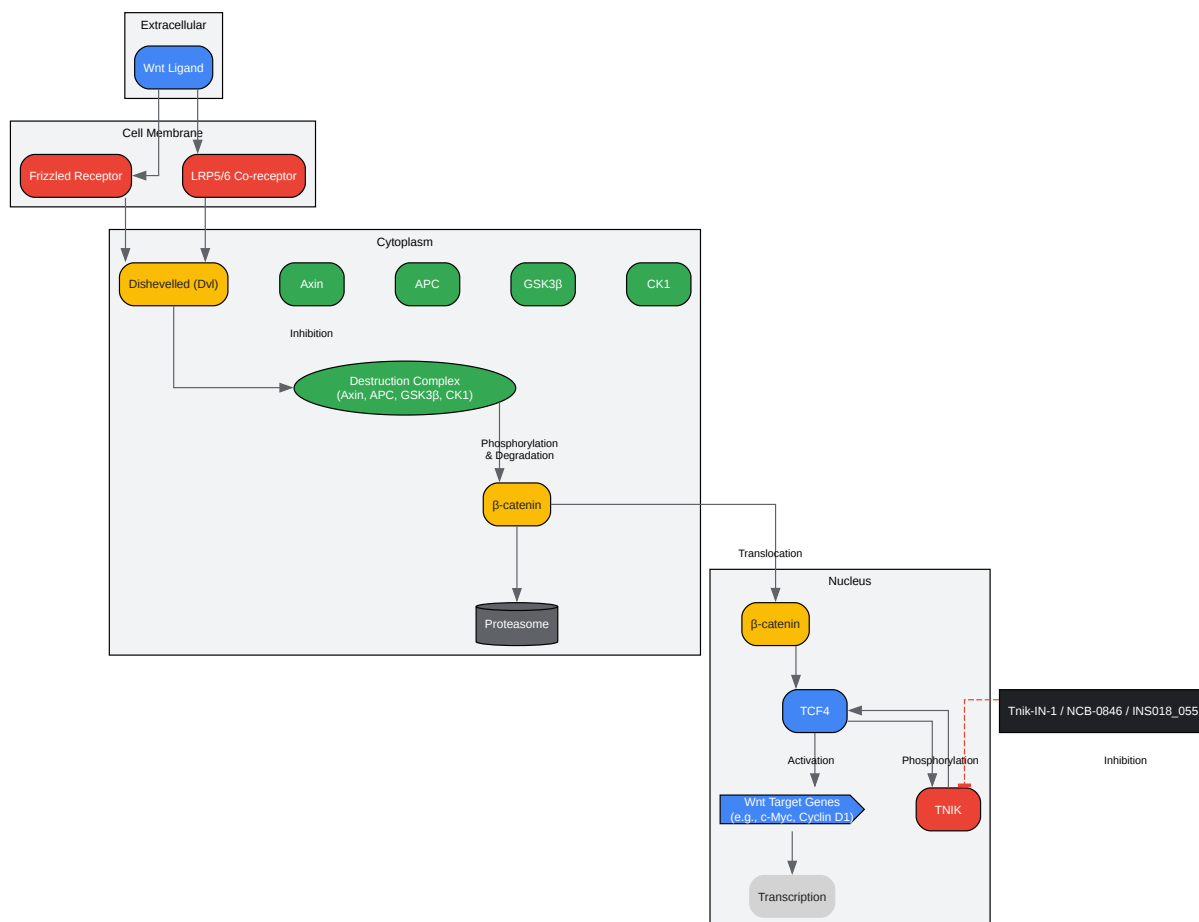 Extracellular
Wnt Ligand
Cell Membrane
Frizzled Receptor
LRP5/6 Co-receptor
Cytoplasm
Dishevelled (Dvl)
Axin
APC
GSK3β
CK1
Inhibition
Destruction Complex
(Axin, APC, GSK3β, CK1)
Phosphorylation
& Degradation
β-catenin
Translocation
Nucleus
β-catenin
Proteasome
TCF4
Tnik-IN-1 / NCB-0846 / INS018_055
Activation
Phosphorylation
Inhibition
Wnt Target Genes
(e.g., c-Myc, Cyclin D1)
TNIK
Transcription